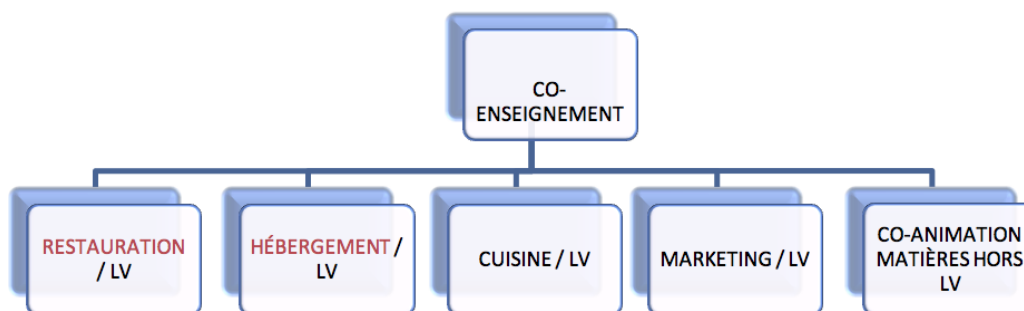 CO-
ENSEIGNEMENT
RESTAURATION
/ LV
HÉBERGEMENT /
LV
CUISINE / LV
MARKETING / LV
CO-ANIMATION
MATIÈRES HORS
LV